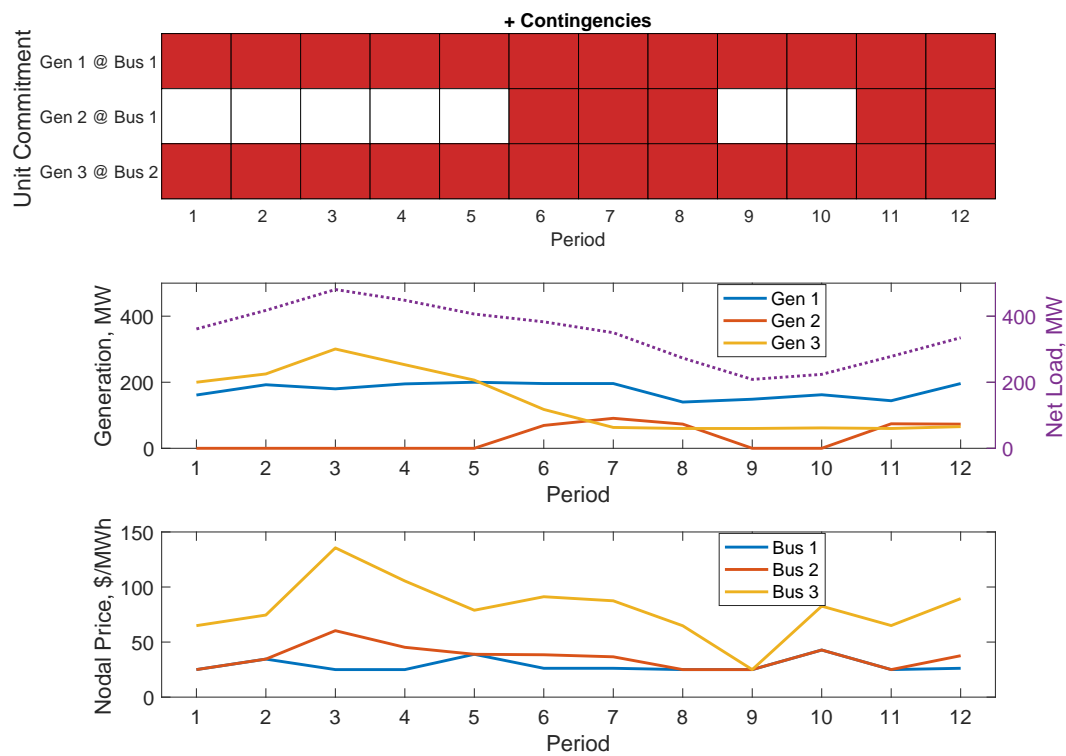 + Contingencies
Unit Commitment
Gen 1 @ Bus 1
Gen 2 @ Bus 1
Gen 3 @ Bus 2
1 2 3 4 5 6 7 8 9 10 11 12
Period
Generation, MW
400
200
0
Gen 1
Gen 2
Gen 3
400
200
0
Net Load, MW
1 2 3 4 5 6 7 8 9 10 11 12
Period
Nodal Price, $/MWh
150
100
50
0
Bus 1
Bus 2
Bus 3
1 2 3 4 5 6 7 8 9 10 11 12
Period